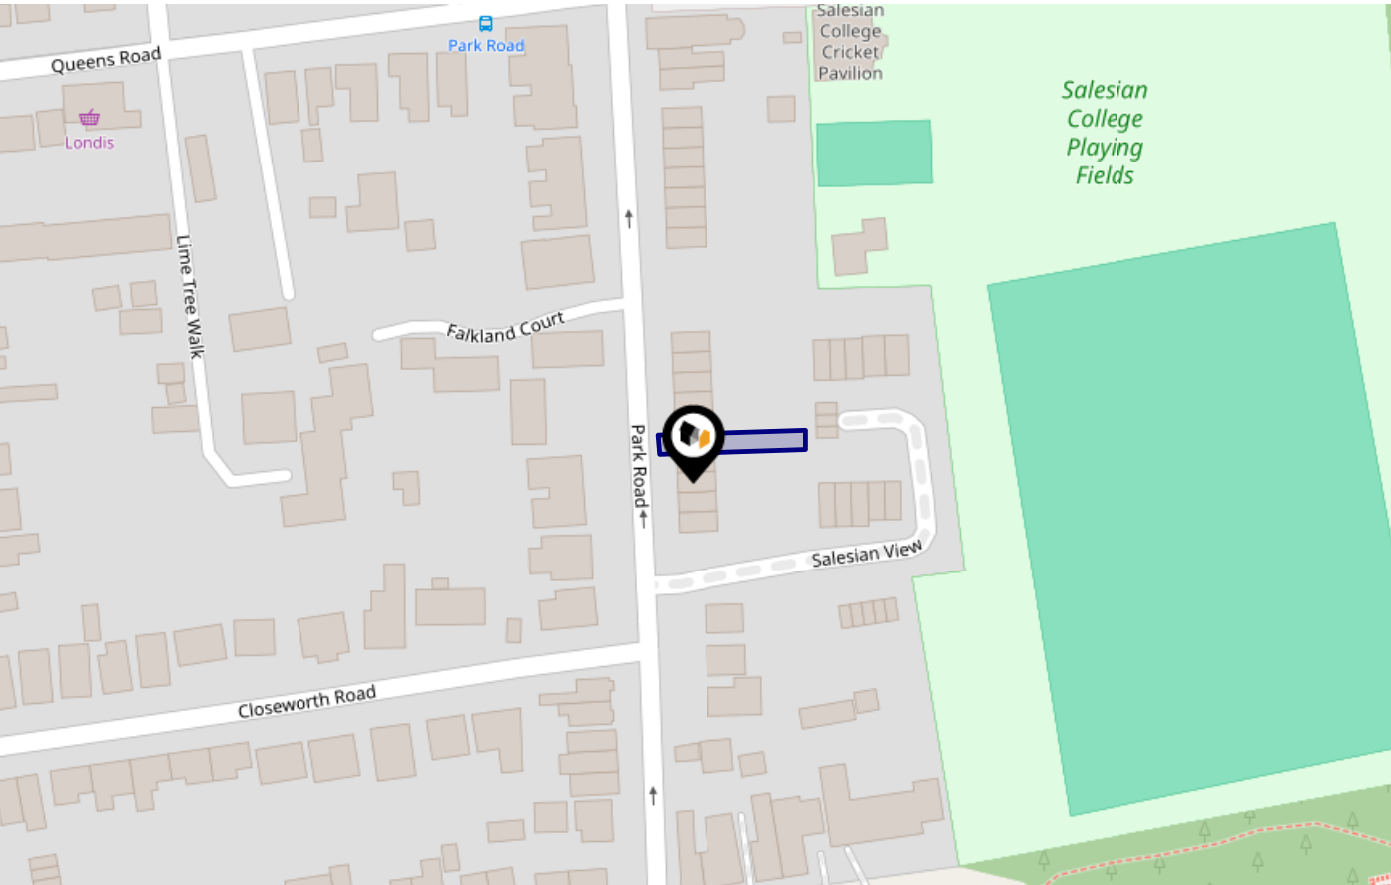 Salesian
College
Cricket
Pavilion
Park Road
Queens Road
Londis
Salesian
College
Playing
Fields
Lime Tree Walk
Falkland Court
Park Road
Salesian View
Closeworth Road